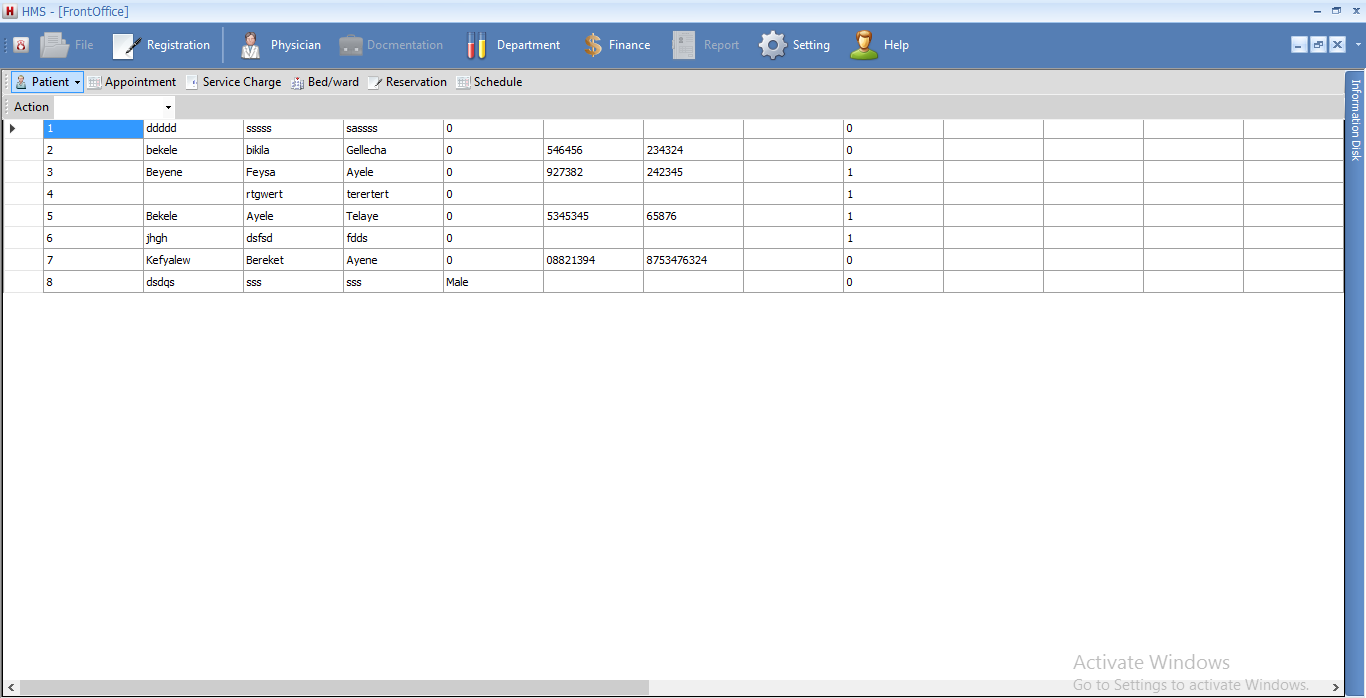 HMS - [FrontOffice]
File Registration Physician Docmentation Department Finance Report Setting Help
Patient Appointment Service Charge Bed/ward Reservation Schedule
Action
Information Disk
1 ddddd sssss sassss 0 0
2 bekele bikila Gellecha 0 546456 234324 0
3 Beyene Feysa Ayele 0 927382 242345 1
4 rtgwert terertert 0 1
5 Bekele Ayele Telaye 0 5345345 65876 1
6 jhgh dsfsd fdds 0 1
7 Kefyalew Bereket Ayene 0 08821394 8753476324 0
8 dsdqs sss sss Male 0
Activate Windows
Go to Settings to activate Windows.